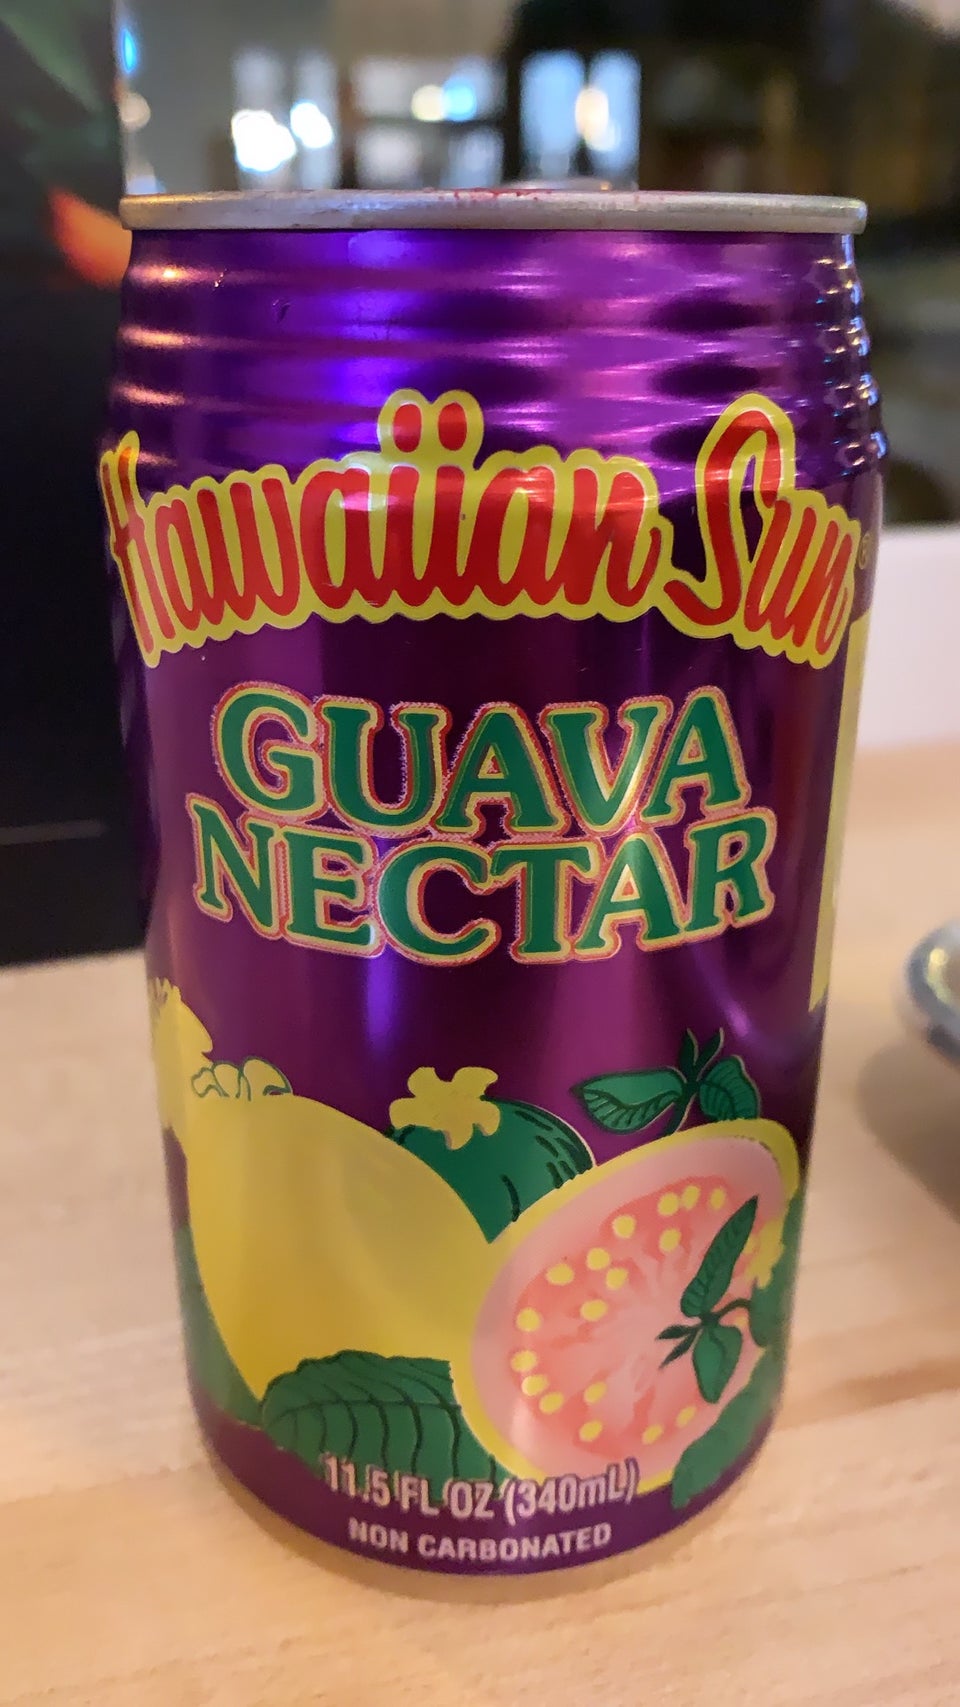 Hawaiian Sun®
GUAVA
NECTAR
11.5 FL OZ (340mL)
NON CARBONATED